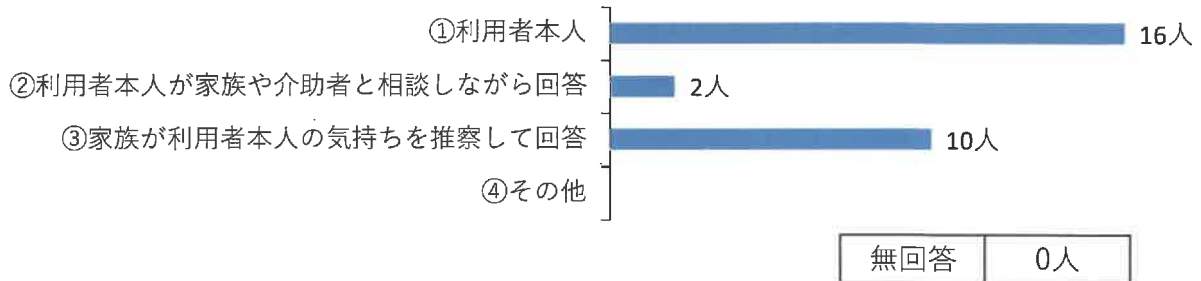 ①利用者本人 16人
②利用者本人が家族や介助者と相談しながら回答 2人
③家族が利用者本人の気持ちを推察して回答 10人
④その他
無回答 0人